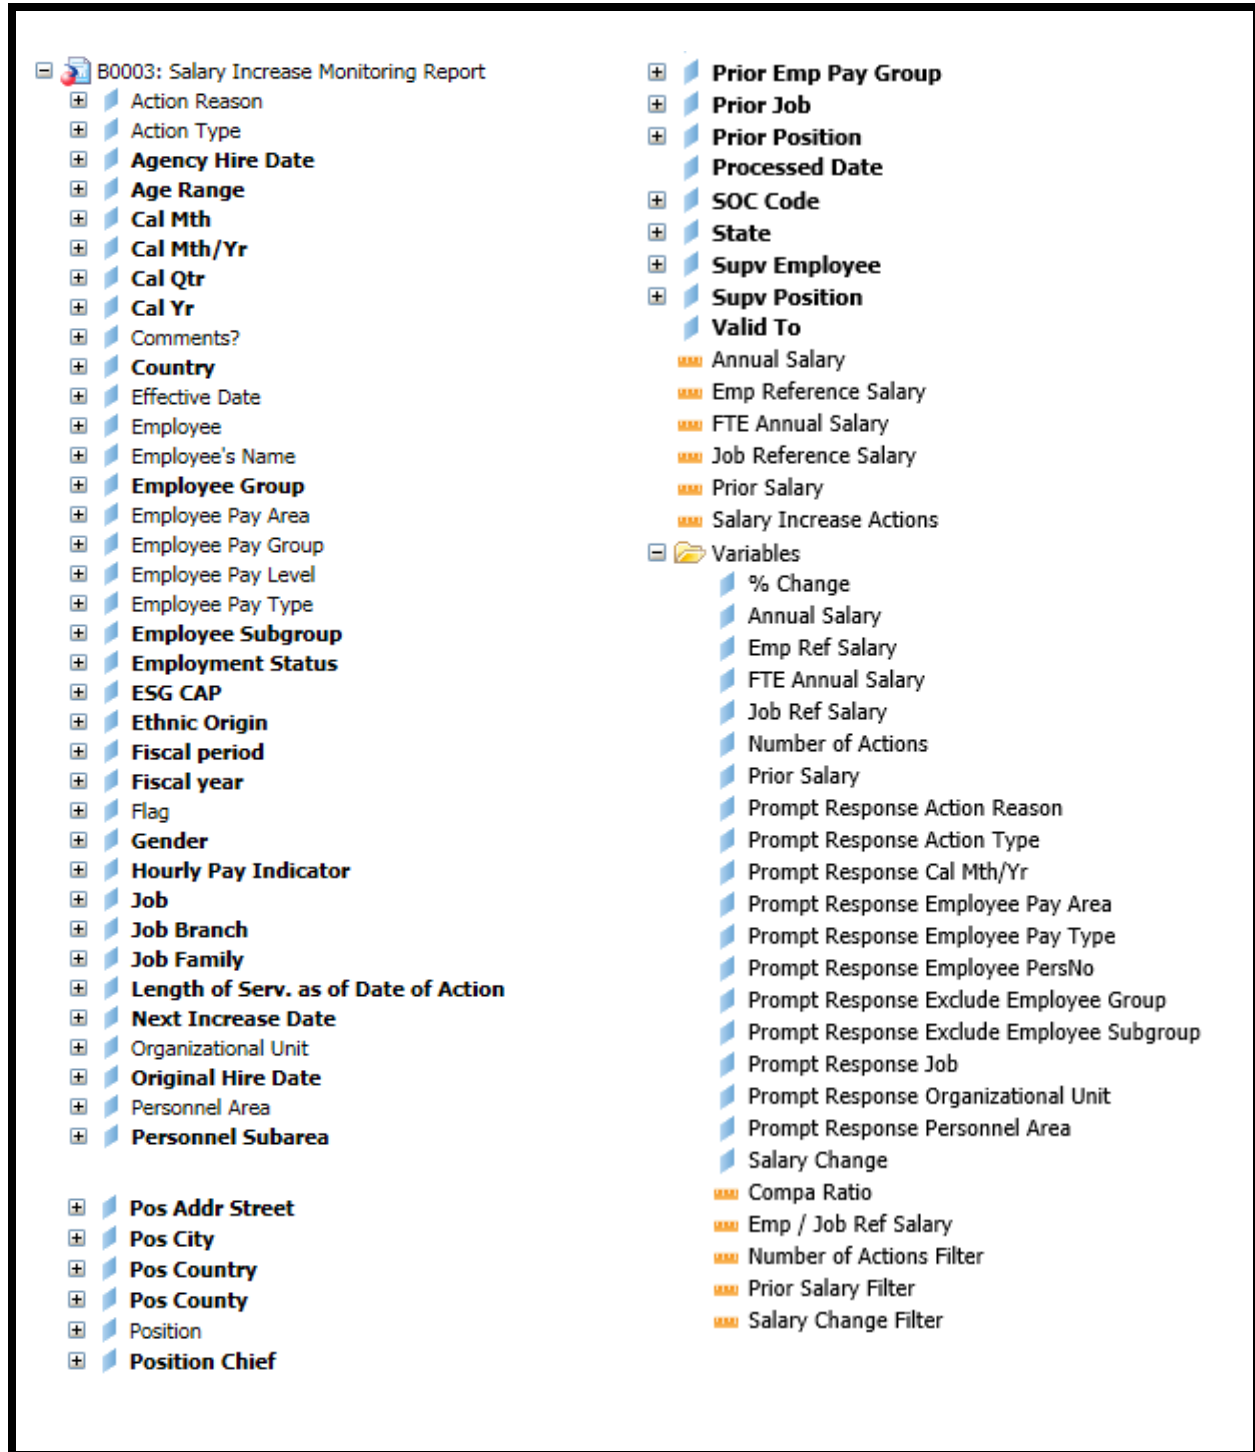 B0003: Salary Increase Monitoring Report
Action Reason
Action Type
Agency Hire Date
Age Range
Cal Mth
Cal Mth/Yr
Cal Qtr
Cal Yr
Comments?
Country
Effective Date
Employee
Employee's Name
Employee Group
Employee Pay Area
Employee Pay Group
Employee Pay Level
Employee Pay Type
Employee Subgroup
Employment Status
ESG CAP
Ethnic Origin
Fiscal period
Fiscal year
Flag
Gender
Hourly Pay Indicator
Job
Job Branch
Job Family
Length of Serv. as of Date of Action
Next Increase Date
Organizational Unit
Original Hire Date
Personnel Area
Personnel Subarea
Pos Addr Street
Pos City
Pos Country
Pos County
Position
Position Chief
Prior Emp Pay Group
Prior Job
Prior Position
Processed Date
SOC Code
State
Supv Employee
Supv Position
Valid To
Annual Salary
Emp Reference Salary
FTE Annual Salary
Job Reference Salary
Prior Salary
Salary Increase Actions
Variables
% Change
Annual Salary
Emp Ref Salary
FTE Annual Salary
Job Ref Salary
Number of Actions
Prior Salary
Prompt Response Action Reason
Prompt Response Action Type
Prompt Response Cal Mth/Yr
Prompt Response Employee Pay Area
Prompt Response Employee Pay Type
Prompt Response Employee PersNo
Prompt Response Exclude Employee Group
Prompt Response Exclude Employee Subgroup
Prompt Response Job
Prompt Response Organizational Unit
Prompt Response Personnel Area
Salary Change
Compa Ratio
Emp / Job Ref Salary
Number of Actions Filter
Prior Salary Filter
Salary Change Filter